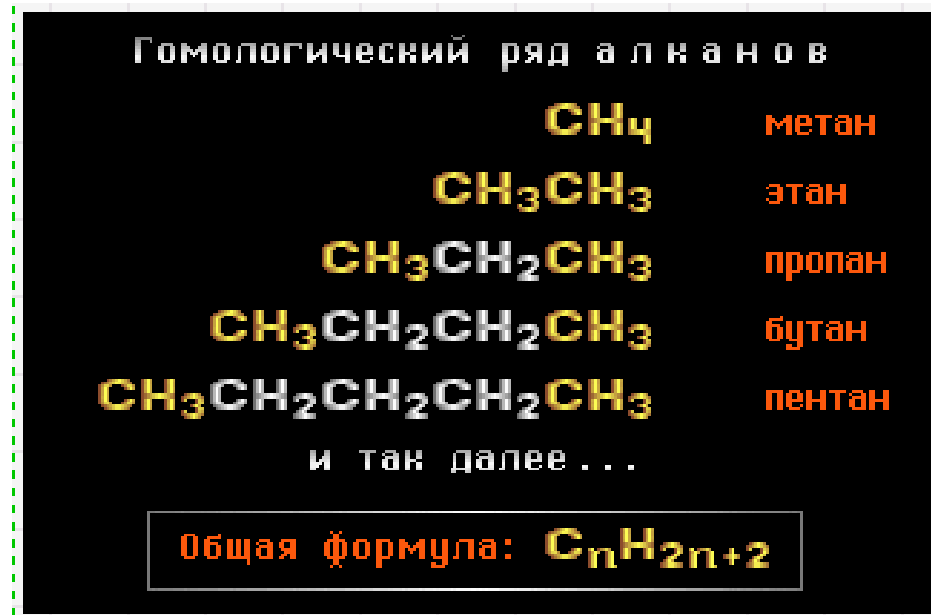 Гомологический ряд алканов
CH₄ метан
CH₃CH₃ этан
CH₃CH₂CH₃ пропан
CH₃CH₂CH₂CH₃ бутан
CH₃CH₂CH₂CH₂CH₃ пентан
и так далее...
Общая формула: CₙH₂ₙ₊₂